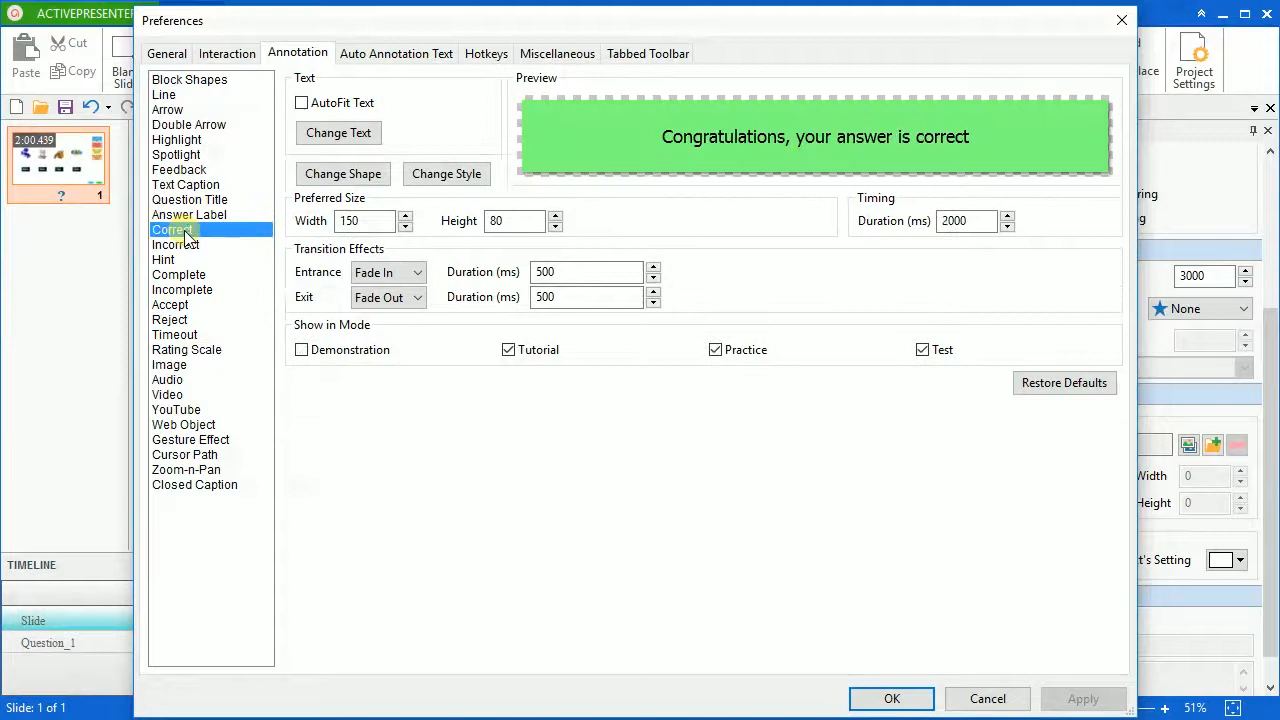 ACTIVEPRESENTER
Preferences
Paste
Cut
Copy
Project
Settings
General
Interaction
Annotation
Auto Annotation Text
Hotkeys
Miscellaneous
Tabbed Toolbar
2:00.439
? 1
Block Shapes
Line
Arrow
Double Arrow
Highlight
Spotlight
Feedback
Text Caption
Question Title
Answer Label
Correct
Incorrect
Hint
Complete
Incomplete
Accept
Reject
Timeout
Rating Scale
Image
Audio
Video
YouTube
Web Object
Gesture Effect
Cursor Path
Zoom-n-Pan
Closed Caption
Text
AutoFit Text
Change Text
Change Shape
Change Style
Preview
Congratulations, your answer is correct
Preferred Size
Width 150
Height 80
Timing
Duration (ms) 2000
Transition Effects
Entrance Fade In Duration (ms) 500
Exit Fade Out Duration (ms) 500
Show in Mode
Demonstration
Tutorial
Practice
Test
Restore Defaults
3000
None
Width 0
Height 0
t's Setting
TIMELINE
Slide
Question_1
OK
Cancel
Apply
Slide: 1 of 1
51%